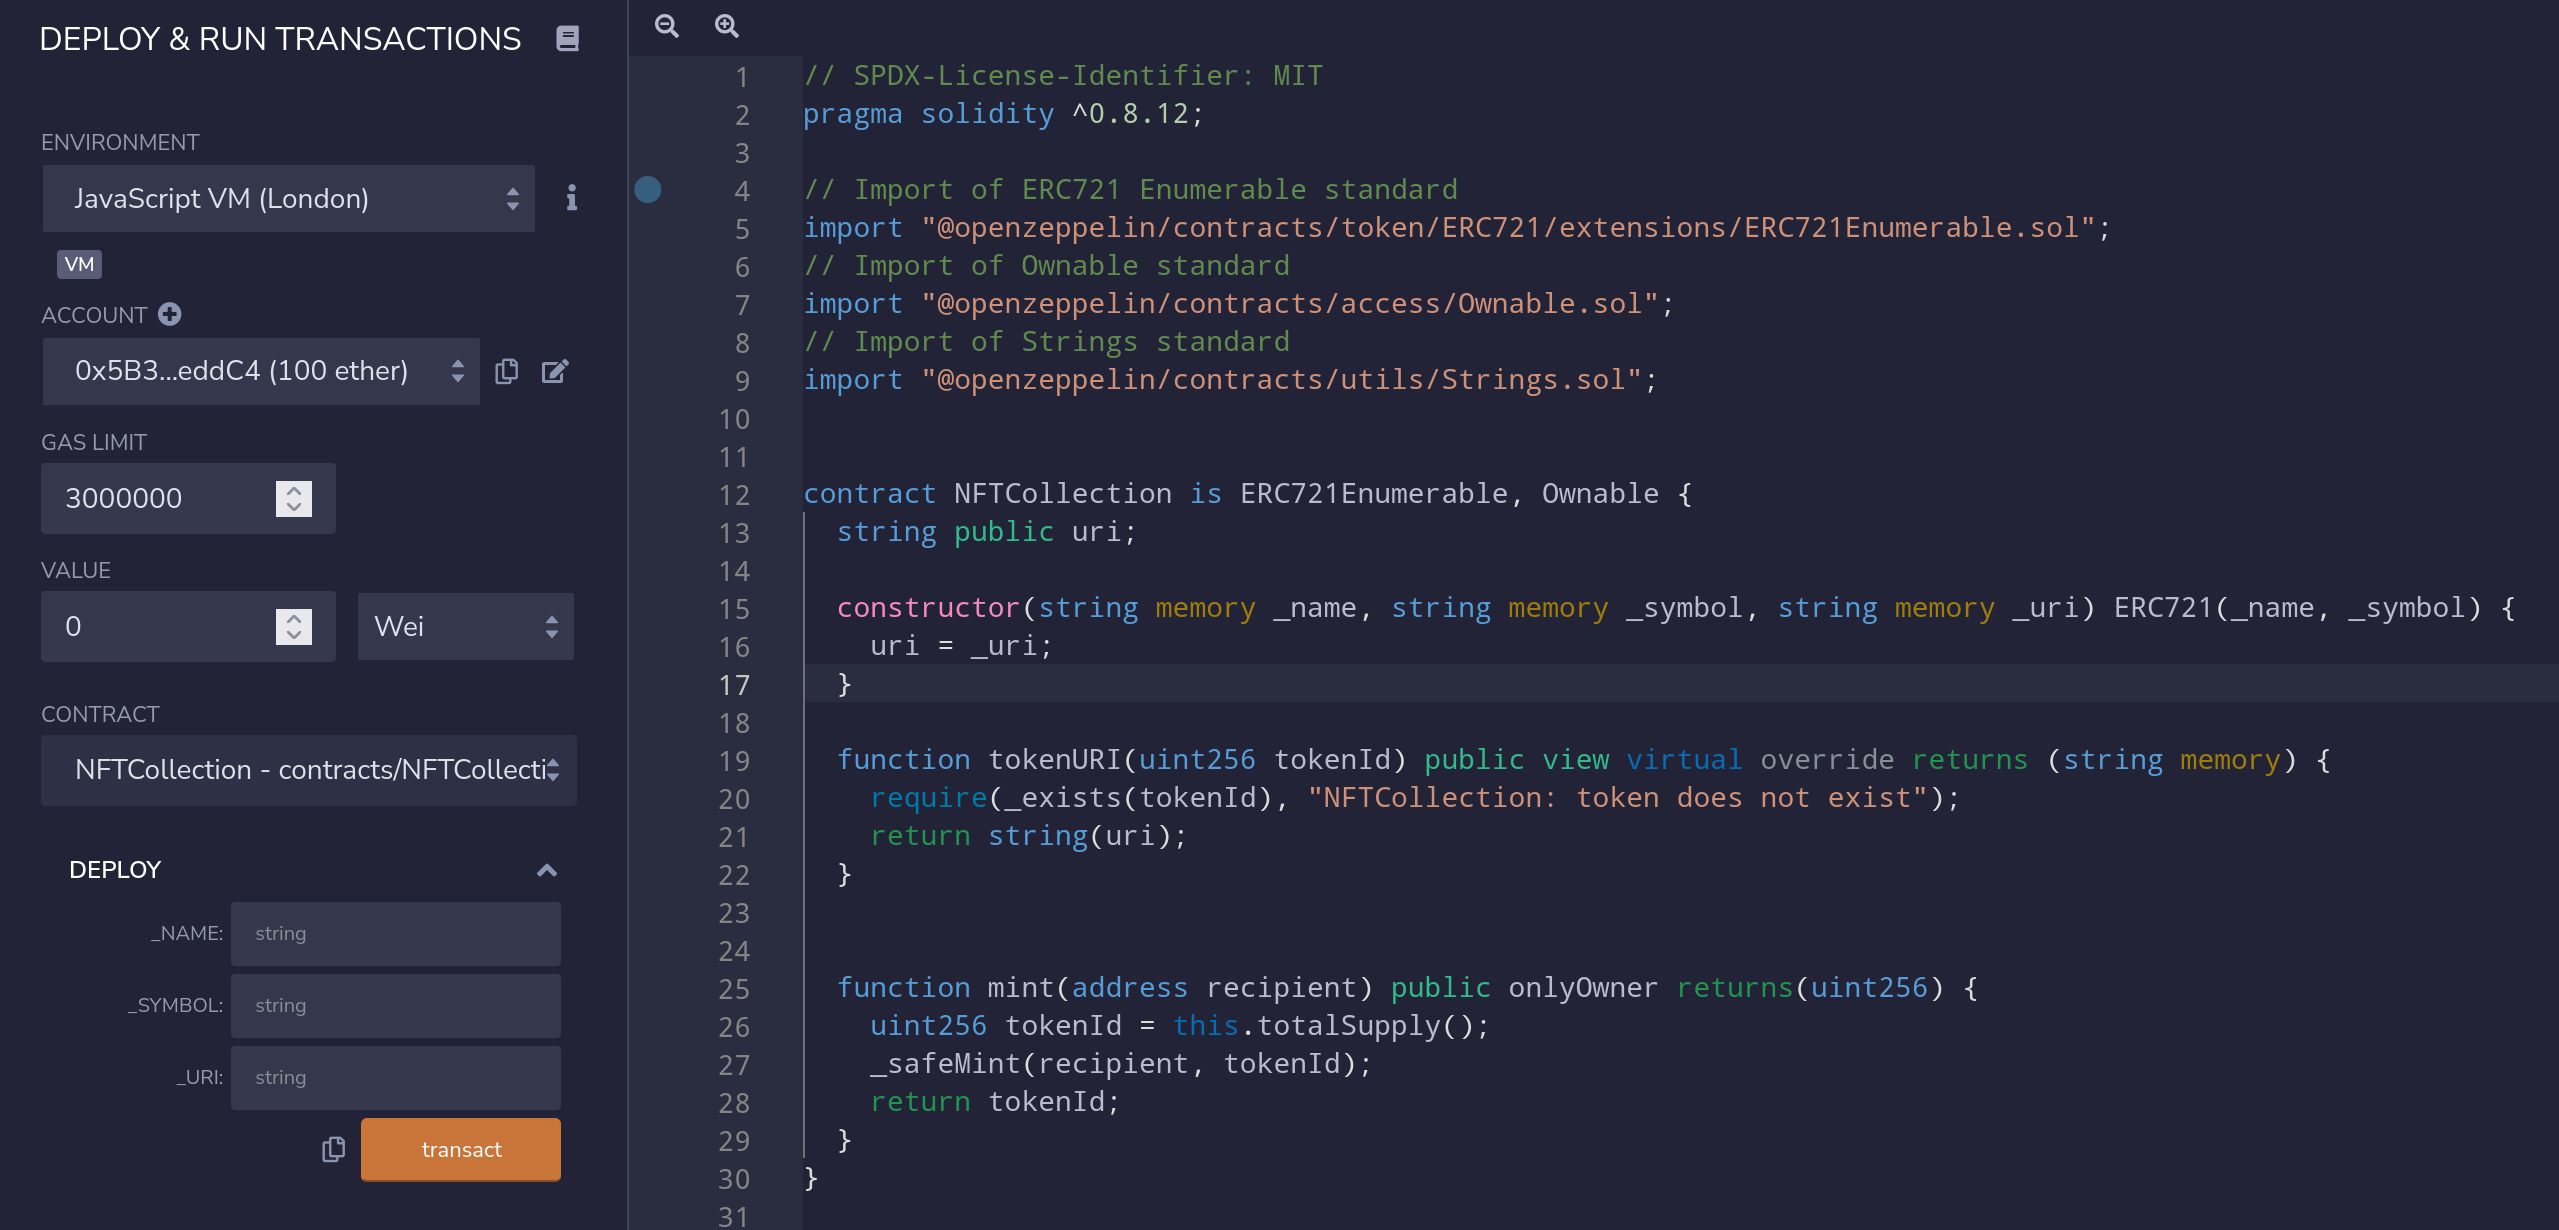 DEPLOY & RUN TRANSACTIONS
ENVIRONMENT
JavaScript VM (London)
VM
ACCOUNT
0x5B3...eddC4 (100 ether)
GAS LIMIT
3000000
VALUE
0
Wei
CONTRACT
NFTCollection - contracts/NFTCollecti
DEPLOY
_NAME: string
_SYMBOL: string
_URI: string
transact
1 // SPDX-License-Identifier: MIT
2 pragma solidity ^0.8.12;
3
4 // Import of ERC721 Enumerable standard
5 import "@openzeppelin/contracts/token/ERC721/extensions/ERC721Enumerable.sol";
6 // Import of Ownable standard
7 import "@openzeppelin/contracts/access/Ownable.sol";
8 // Import of Strings standard
9 import "@openzeppelin/contracts/utils/Strings.sol";
10
11
12 contract NFTCollection is ERC721Enumerable, Ownable {
13 string public uri;
14
15 constructor(string memory _name, string memory _symbol, string memory _uri) ERC721(_name, _symbol) {
16 uri = _uri;
17 }
18
19 function tokenURI(uint256 tokenId) public view virtual override returns (string memory) {
20 require(_exists(tokenId), "NFTCollection: token does not exist");
21 return string(uri);
22 }
23
24
25 function mint(address recipient) public onlyOwner returns(uint256) {
26 uint256 tokenId = this.totalSupply();
27 _safeMint(recipient, tokenId);
28 return tokenId;
29 }
30 }
31